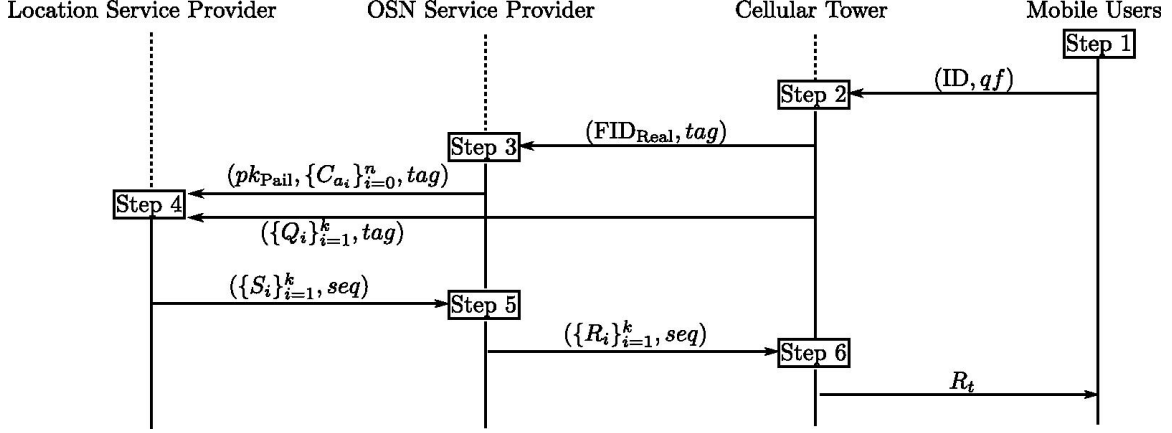 Location Service Provider
OSN Service Provider
Cellular Tower
Mobile Users
Step 1
(ID, qf)
Step 2
(FID_Real, tag)
Step 3
(pk_Pail, {C_{a_i}}_{i=0}^n, tag)
Step 4
({Q_i}_{i=1}^k, tag)
({S_i}_{i=1}^k, seq)
Step 5
({R_i}_{i=1}^k, seq)
Step 6
R_t